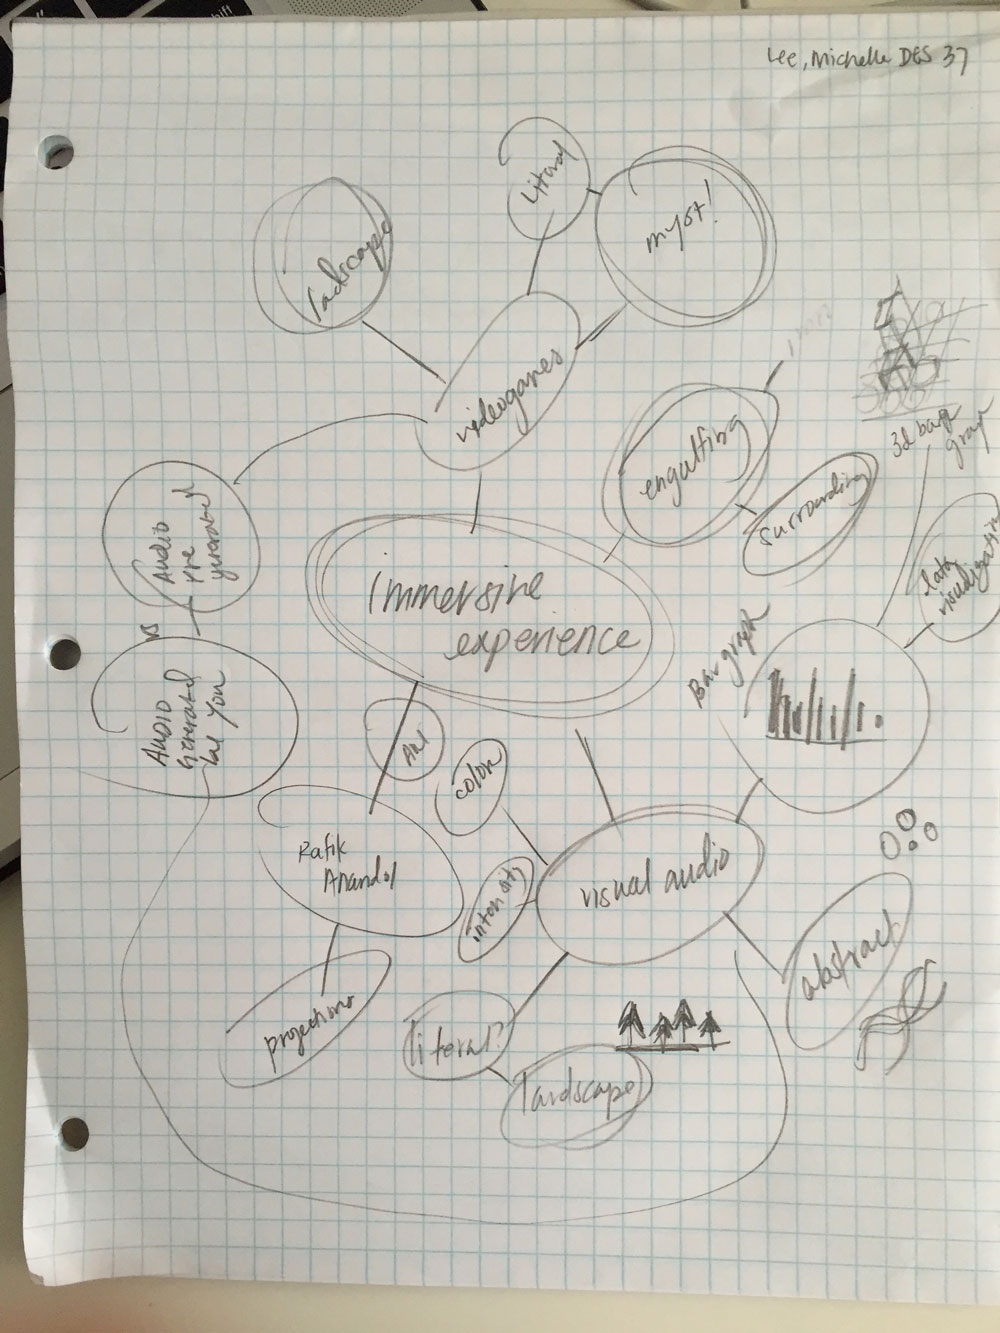 Lee, Michelle DES 37
Literal
myst!
landscape
videogames
engulfing
surrounding
3d bar
graph
Audio
pre
generated
vs
AUDIO
Generated
by You
Immersive
experience
data
visualization
Bar graph
Art
color
intensity
Rafik
Anandol
visual audio
abstract
projections
literal?
landscape